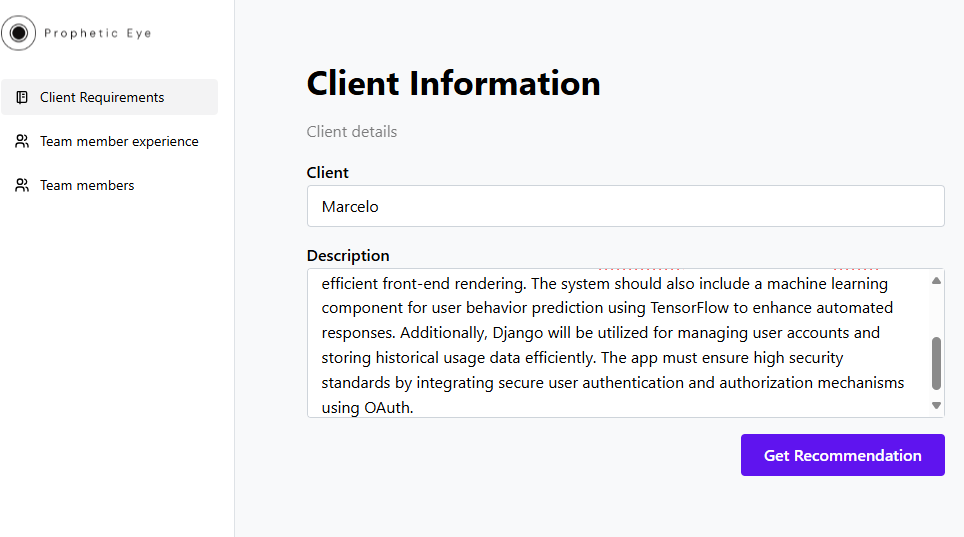 Prophetic Eye
Client Requirements
Team member experience
Team members
Client Information
Client details
Client
Marcelo
Description
efficient front-end rendering. The system should also include a machine learning
component for user behavior prediction using TensorFlow to enhance automated
responses. Additionally, Django will be utilized for managing user accounts and
storing historical usage data efficiently. The app must ensure high security
standards by integrating secure user authentication and authorization mechanisms
using OAuth.
Get Recommendation